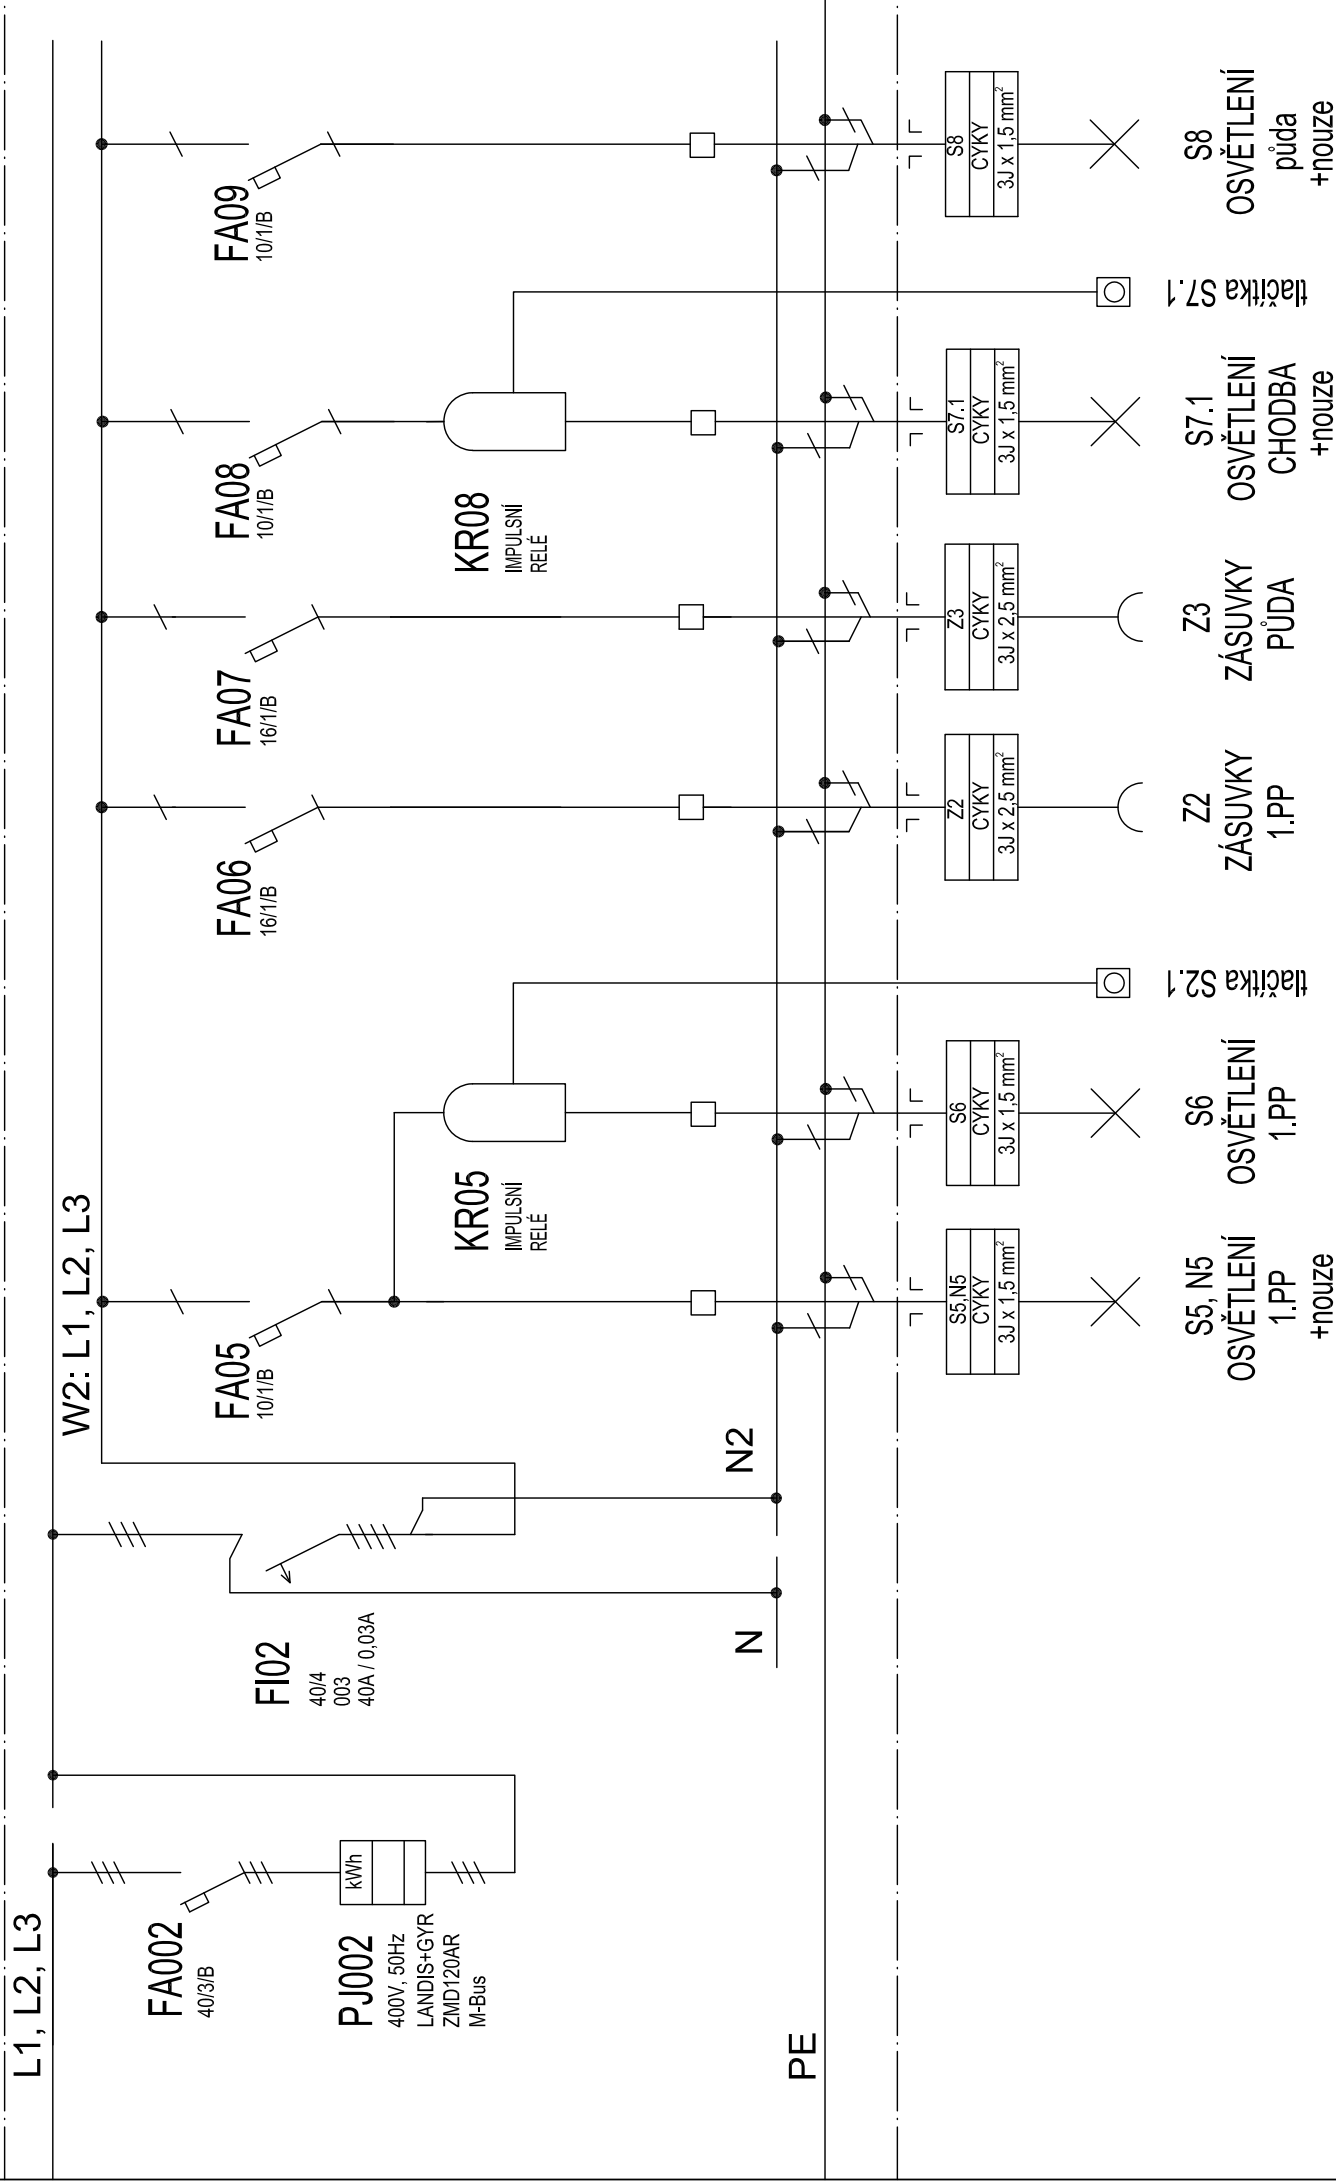 L1, L2, L3
FA002
40/3/B
PJ002
400V, 50Hz
LANDIS+GYR
ZMD120AR
M-Bus
kWh
PE
FI02
40/4
003
40A / 0,03A
N
N2
W2: L1, L2, L3
FA05
10/1/B
KR05
IMPULSNÍ
RELÉ
FA06
16/1/B
FA07
16/1/B
FA08
10/1/B
KR08
IMPULSNÍ
RELÉ
FA09
10/1/B
S5,N5
CYKY
3J x 1,5 mm²
S6
CYKY
3J x 1,5 mm²
Z2
CYKY
3J x 2,5 mm²
Z3
CYKY
3J x 2,5 mm²
S7.1
CYKY
3J x 1,5 mm²
S8
CYKY
3J x 1,5 mm²
S5, N5
OSVĚTLENÍ
1.PP
+nouze
S6
OSVĚTLENÍ
1.PP
tlačítka S2.1
Z2
ZÁSUVKY
1.PP
Z3
ZÁSUVKY
PŮDA
S7.1
OSVĚTLENÍ
CHODBA
+nouze
tlačítka S7.1
S8
OSVĚTLENÍ
půda
+nouze